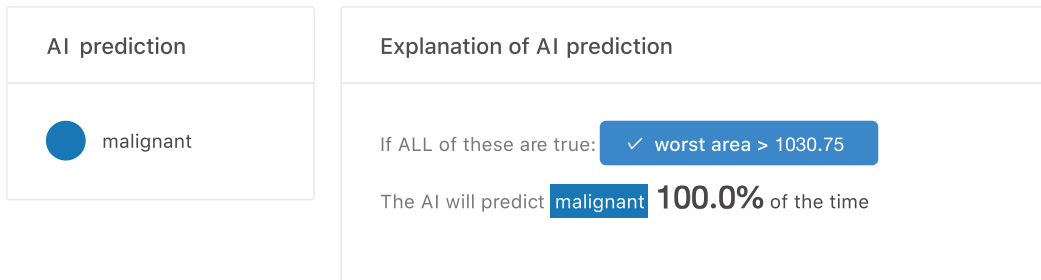 AI prediction
malignant
Explanation of AI prediction
If ALL of these are true: ✓ worst area > 1030.75
The AI will predict malignant 100.0% of the time